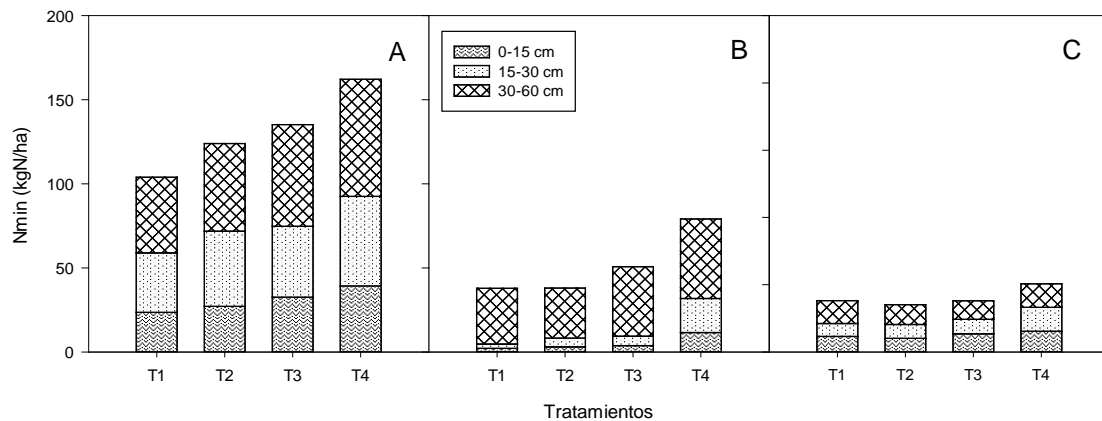 200
150
100
50
0
Nmin (kgN/ha)
A
B
C
0-15 cm
15-30 cm
30-60 cm
T1 T2 T3 T4
T1 T2 T3 T4
T1 T2 T3 T4
Tratamientos